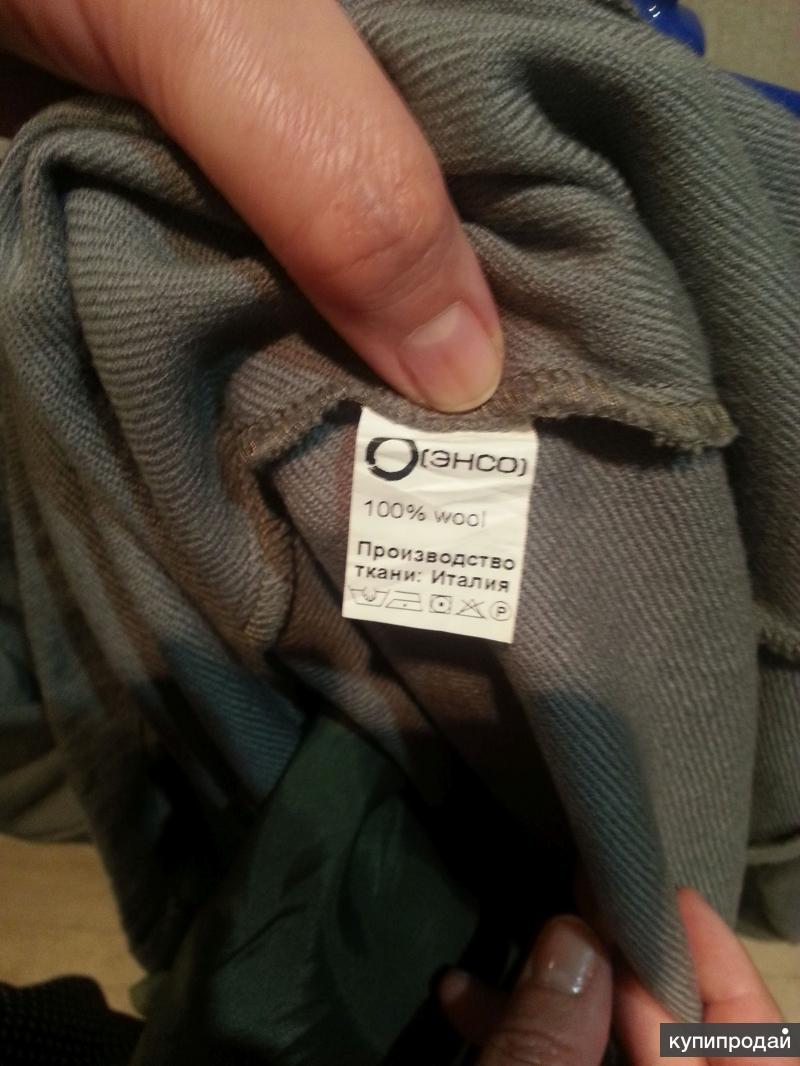 (ЭНСО)
100% wool
Производство
ткани: Италия
P
купипродай